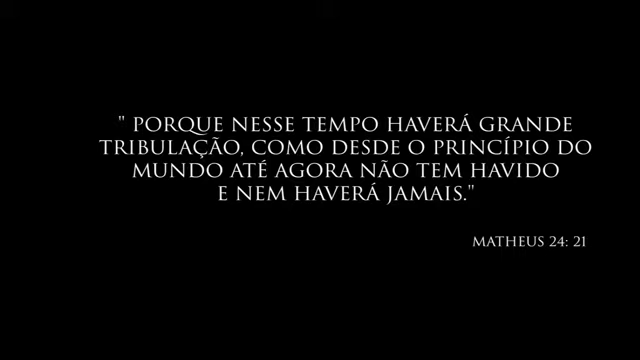 " PORQUE NESSE TEMPO HAVERÁ GRANDE
TRIBULAÇÃO, COMO DESDE O PRINCÍPIO DO
MUNDO ATÉ AGORA NÃO TEM HAVIDO
E NEM HAVERÁ JAMAIS."
MATHEUS 24: 21